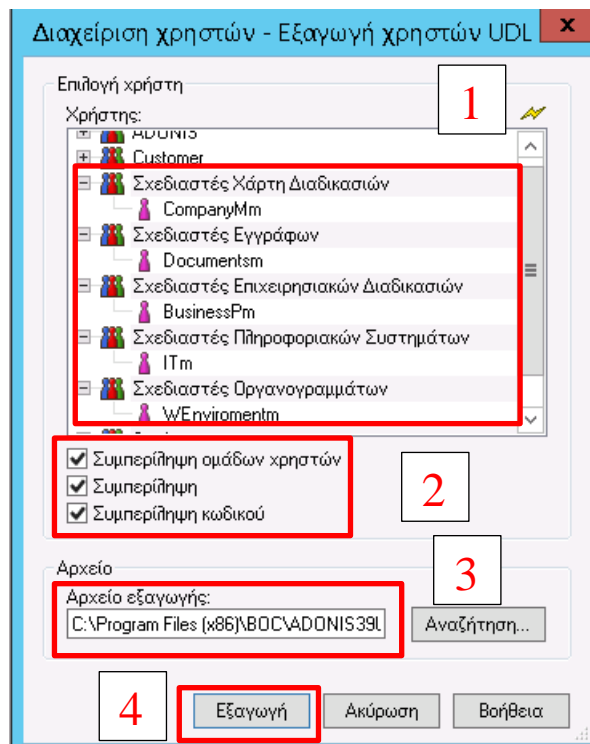 Διαχείριση χρηστών - Εξαγωγή χρηστών UDL x
Επιλογή χρήστη
1
Χρήστης:
ADONIS
Customer
Σχεδιαστές Χάρτη Διαδικασιών
CompanyMm
Σχεδιαστές Εγγράφων
Documentsm
Σχεδιαστές Επιχειρησιακών Διαδικασιών
BusinessPm
Σχεδιαστές Πληροφοριακών Συστημάτων
ITm
Σχεδιαστές Οργανογραμμάτων
WEnviromentm
Συμπερίληψη ομάδων χρηστών
Συμπερίληψη
Συμπερίληψη κωδικού
2
Αρχείο
3
Αρχείο εξαγωγής:
C:\Program Files (x86)\BOC\ADONIS39L
Αναζήτηση...
4
Εξαγωγή Ακύρωση Βοήθεια